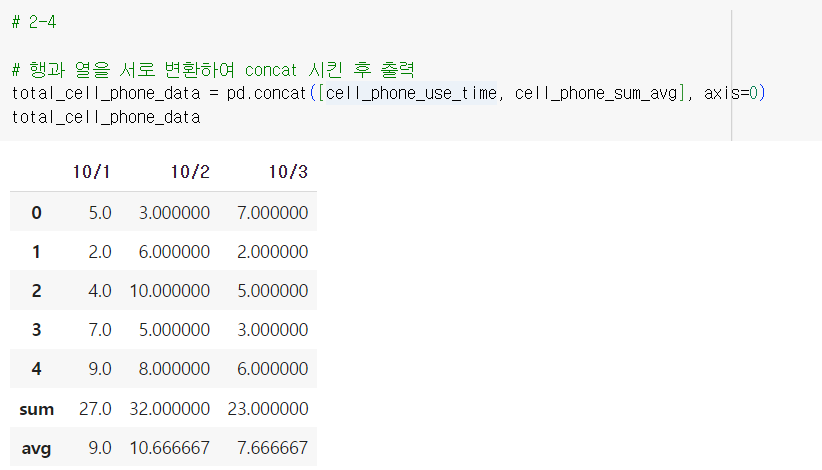 # 2-4
# 행과 열을 서로 변환하여 concat 시킨 후 출력
total_cell_phone_data = pd.concat([cell_phone_use_time, cell_phone_sum_avg], axis=0)
total_cell_phone_data
10/1 10/2 10/3
0 5.0 3.000000 7.000000
1 2.0 6.000000 2.000000
2 4.0 10.000000 5.000000
3 7.0 5.000000 3.000000
4 9.0 8.000000 6.000000
sum 27.0 32.000000 23.000000
avg 9.0 10.666667 7.666667